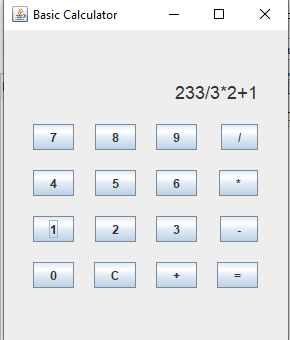 Basic Calculator
233/3*2+1
7 8 9 /
4 5 6 *
1 2 3 -
0 C + =